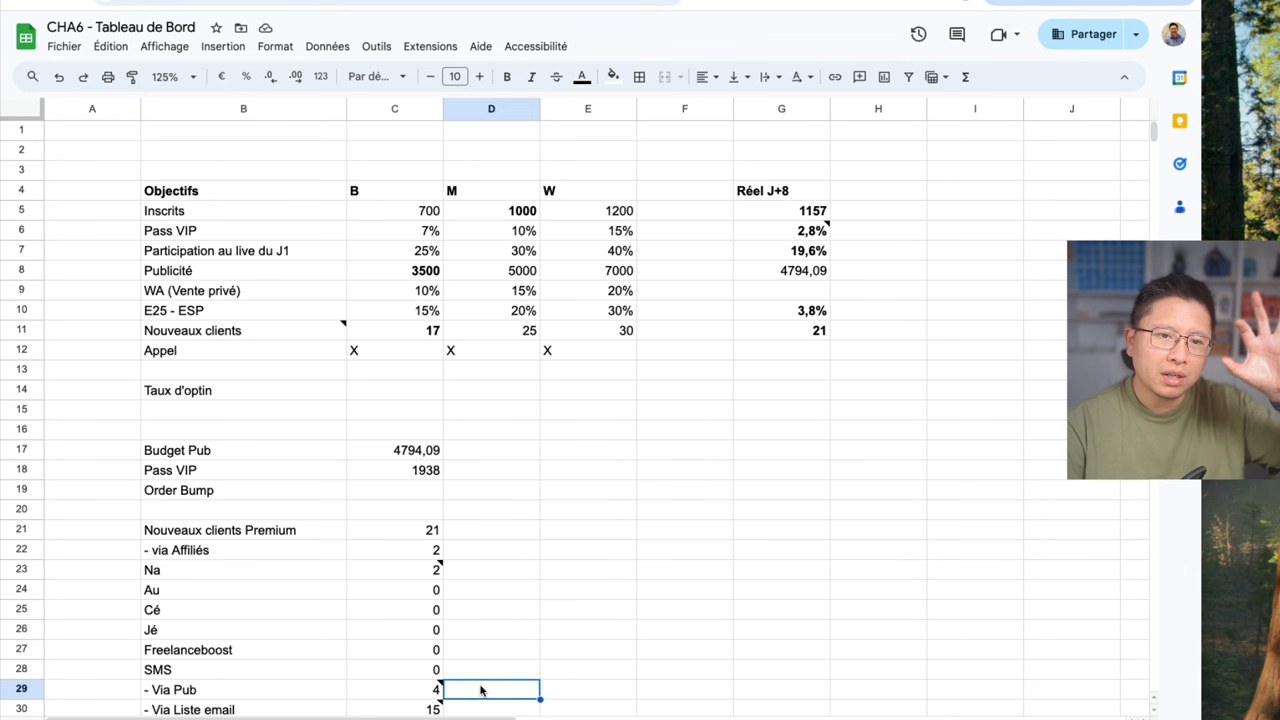 CHA6 - Tableau de Bord
Fichier Édition Affichage Insertion Format Données Outils Extensions Aide Accessibilité
Partager
125% € % .0 .00 123 Par dé... − 10 + B I S A Σ
31
A B C D E F G H I J
1
2
3
4 Objectifs B M W Réel J+8
5 Inscrits 700 1000 1200 1157
6 Pass VIP 7% 10% 15% 2,8%
7 Participation au live du J1 25% 30% 40% 19,6%
8 Publicité 3500 5000 7000 4794,09
9 WA (Vente privé) 10% 15% 20%
10 E25 - ESP 15% 20% 30% 3,8%
11 Nouveaux clients 17 25 30 21
12 Appel X X X
13
14 Taux d'optin
15
16
17 Budget Pub 4794,09
18 Pass VIP 1938
19 Order Bump
20
21 Nouveaux clients Premium 21
22 - via Affiliés 2
23 Na 2
24 Au 0
25 Cé 0
26 Jé 0
27 Freelanceboost 0
28 SMS 0
29 - Via Pub 4
30 - Via Liste email 15